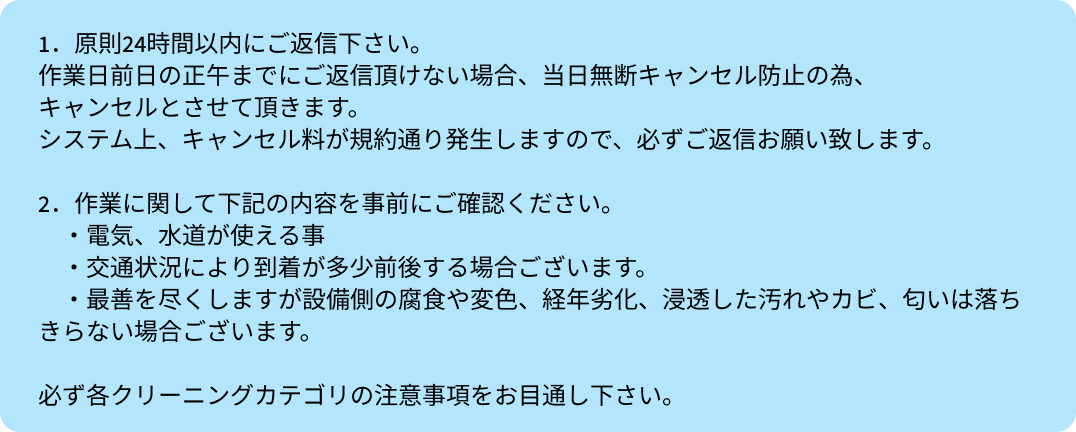 1．原則24時間以内にご返信下さい。
作業日前日の正午までにご返信頂けない場合、当日無断キャンセル防止の為、
キャンセルとさせて頂きます。
システム上、キャンセル料が規約通り発生しますので、必ずご返信お願い致します。
2．作業に関して下記の内容を事前にご確認ください。
・電気、水道が使える事
・交通状況により到着が多少前後する場合ございます。
・最善を尽くしますが設備側の腐食や変色、経年劣化、浸透した汚れやカビ、匂いは落ち
きらない場合ございます。
必ず各クリーニングカテゴリの注意事項をお目通し下さい。